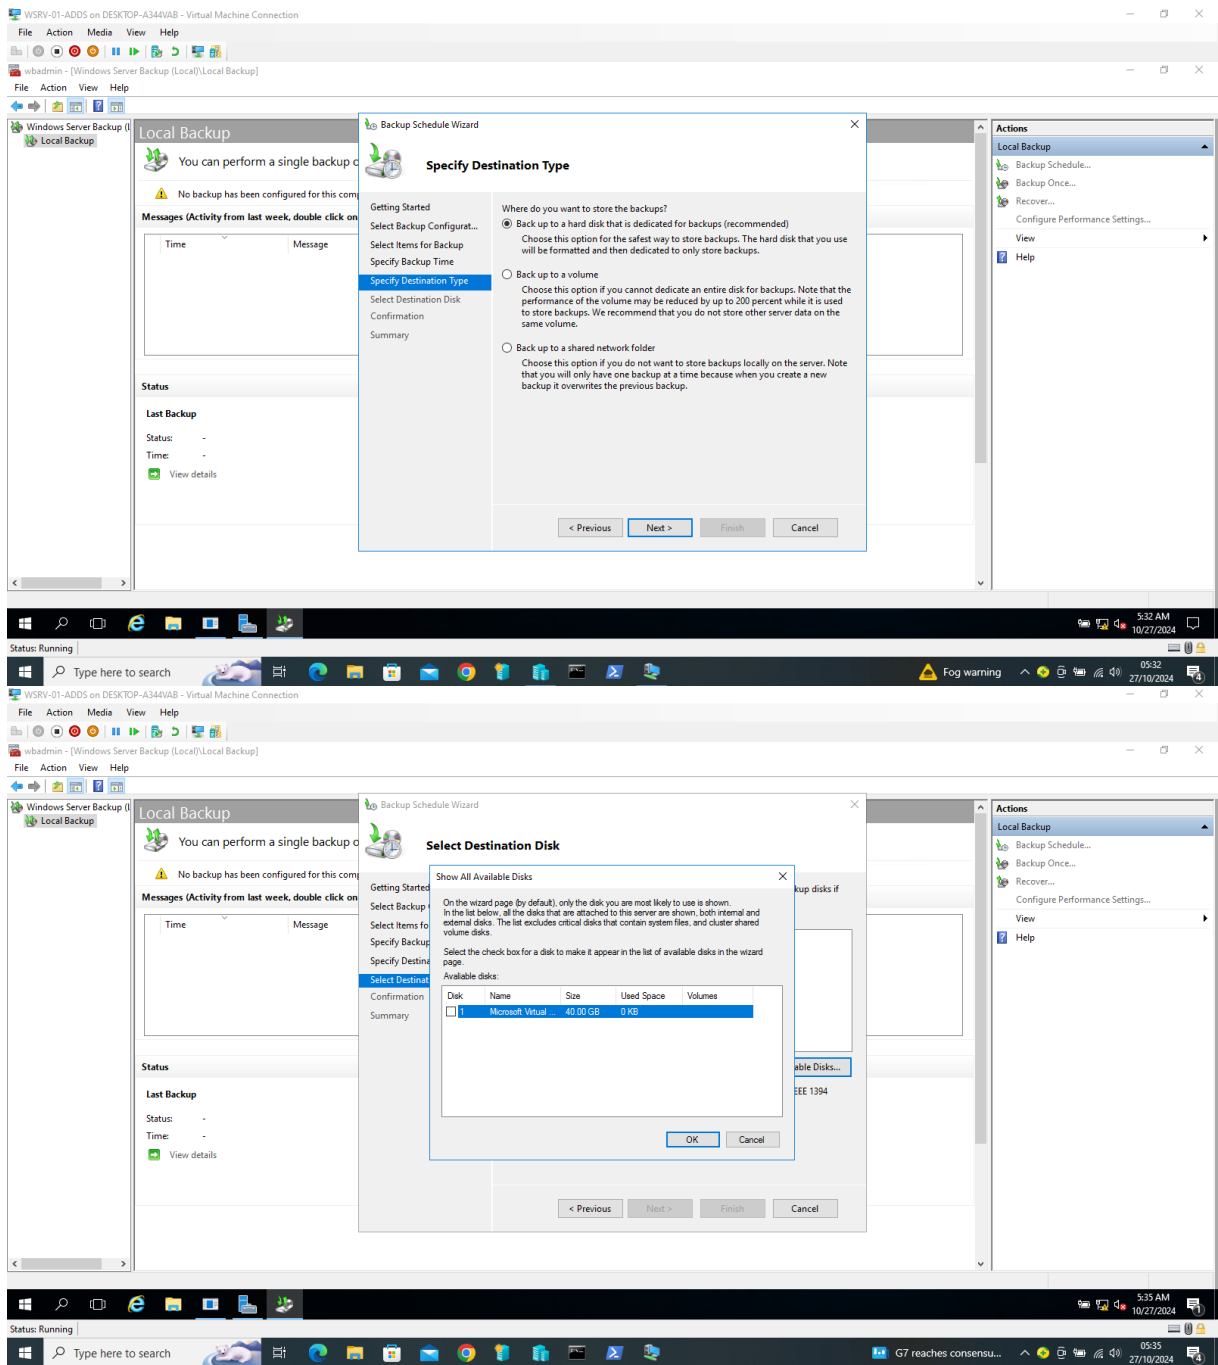 WSRV-01-ADDS on DESKTOP-A344VAB - Virtual Machine Connection
File Action Media View Help
wbadmin - [Windows Server Backup (Local)\Local Backup]
File Action View Help
Windows Server Backup (L
Local Backup
Local Backup
You can perform a single backup o
No backup has been configured for this comp
Messages (Activity from last week, double click on
Time Message
Status
Last Backup
Status: -
Time: -
View details
Backup Schedule Wizard
Specify Destination Type
Getting Started
Select Backup Configurat...
Select Items for Backup
Specify Backup Time
Specify Destination Type
Select Destination Disk
Confirmation
Summary
Where do you want to store the backups?
Back up to a hard disk that is dedicated for backups (recommended)
Choose this option for the safest way to store backups. The hard disk that you use
will be formatted and then dedicated to only store backups.
Back up to a volume
Choose this option if you cannot dedicate an entire disk for backups. Note that the
performance of the volume may be reduced by up to 200 percent while it is used
to store backups. We recommend that you do not store other server data on the
same volume.
Back up to a shared network folder
Choose this option if you do not want to store backups locally on the server. Note
that you will only have one backup at a time because when you create a new
backup it overwrites the previous backup.
< Previous Next > Finish Cancel
Actions
Local Backup
Backup Schedule...
Backup Once...
Recover...
Configure Performance Settings...
View
Help
5:32 AM
10/27/2024
Status: Running
Type here to search
Fog warning
05:32
27/10/2024
4
WSRV-01-ADDS on DESKTOP-A344VAB - Virtual Machine Connection
File Action Media View Help
wbadmin - [Windows Server Backup (Local)\Local Backup]
File Action View Help
Windows Server Backup (L
Local Backup
Local Backup
You can perform a single backup o
No backup has been configured for this comp
Messages (Activity from last week, double click on
Time Message
Status
Last Backup
Status: -
Time: -
View details
Backup Schedule Wizard
Select Destination Disk
Getting Started
Select Backup
Select Items fo
Specify Backup
Specify Destina
Select Destinat
Confirmation
Summary
kup disks if
able Disks...
EEE 1394
Show All Available Disks
On the wizard page (by default), only the disk you are most likely to use is shown.
In the list below, all the disks that are attached to this server are shown, both internal and
external disks. The list excludes critical disks that contain system files, and cluster shared
volume disks.
Select the check box for a disk to make it appear in the list of available disks in the wizard
page.
Available disks:
Disk Name Size Used Space Volumes
1 Microsoft Virtual ... 40.00 GB 0 KB
OK Cancel
< Previous Next > Finish Cancel
Actions
Local Backup
Backup Schedule...
Backup Once...
Recover...
Configure Performance Settings...
View
Help
5:35 AM
10/27/2024
1
Status: Running
Type here to search
G7 reaches consensu...
05:35
27/10/2024
4